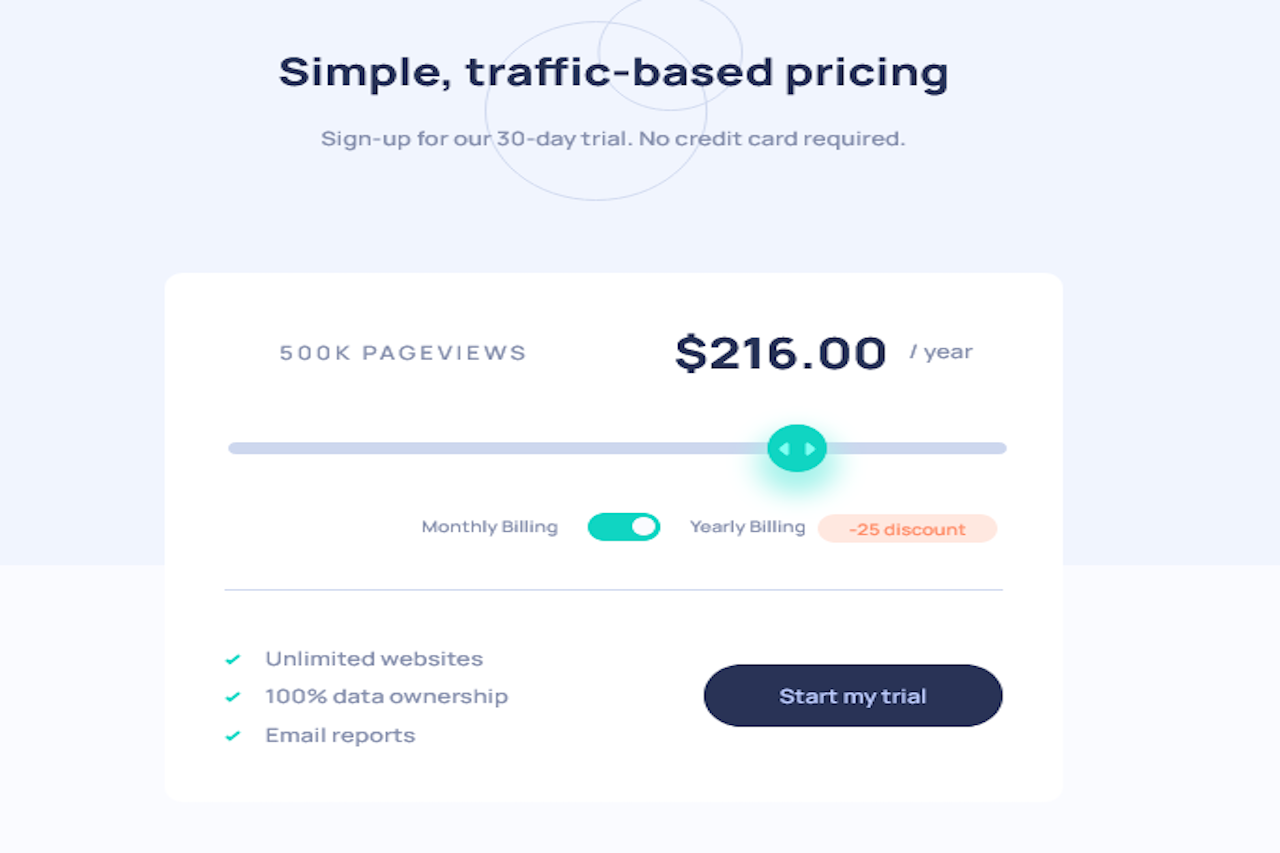 Simple, traffic-based pricing
Sign-up for our 30-day trial. No credit card required.
500K PAGEVIEWS
$216.00 / year
Monthly Billing
Yearly Billing
-25 discount
Unlimited websites
100% data ownership
Email reports
Start my trial